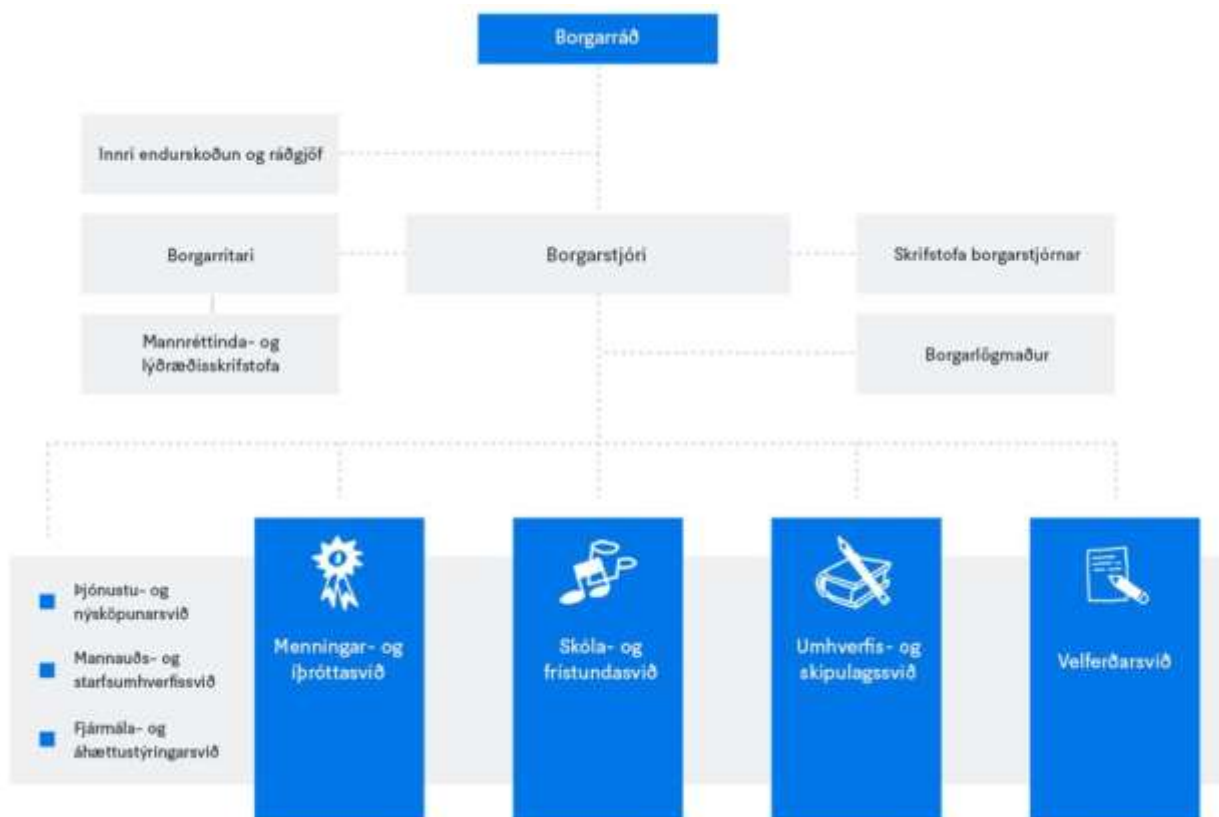 Borgarráð
Innri endurskoðun og ráðgjöf
Borgarritari
Borgarstjóri
Skrifstofa borgarstjórnar
Mannréttinda- og
lýðræðisskrifstofa
Borgarlögmaður
Þjónustu- og
nýsköpunarsvið
Mannauðs- og
starfsumhverfissvið
Fjármála- og
áhættustýringarsvið
Menningar- og
íþróttasvið
Skóla- og
frístundasvið
Umhverfis- og
skipulagssvið
Velferðarsvið